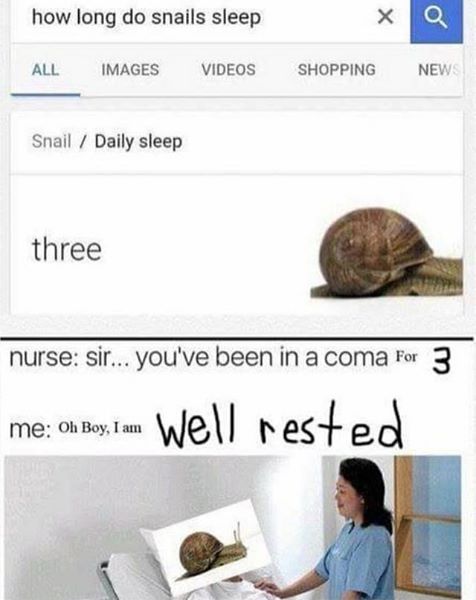 how long do snails sleep
ALL IMAGES VIDEOS SHOPPING NEWS
Snail / Daily sleep
three
nurse: sir... you've been in a coma For 3
me: Oh Boy, I am Well rested